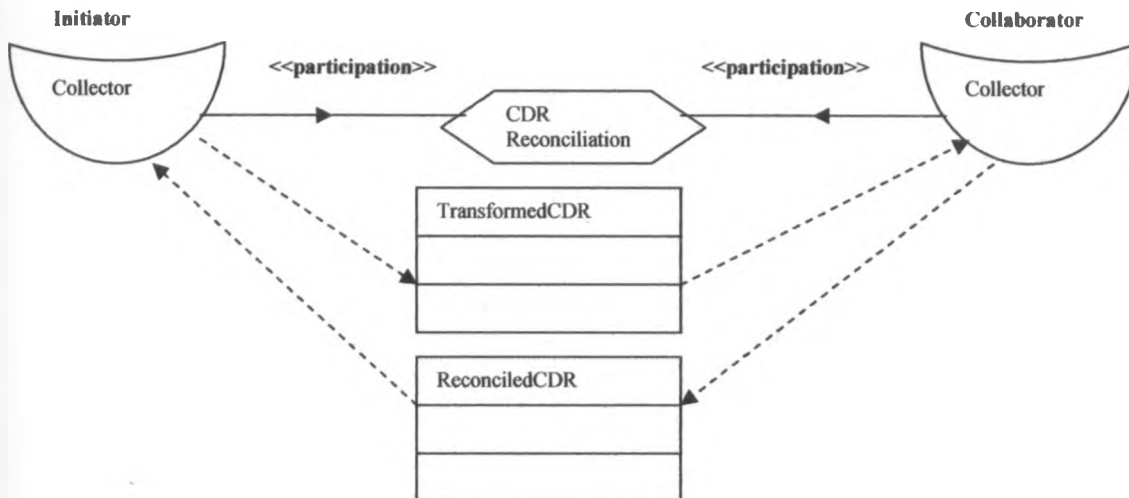 Initiator
Collaborator
Collector
<<participation>>
<<participation>>
Collector
CDR
Reconciliation
TransformedCDR
ReconciledCDR